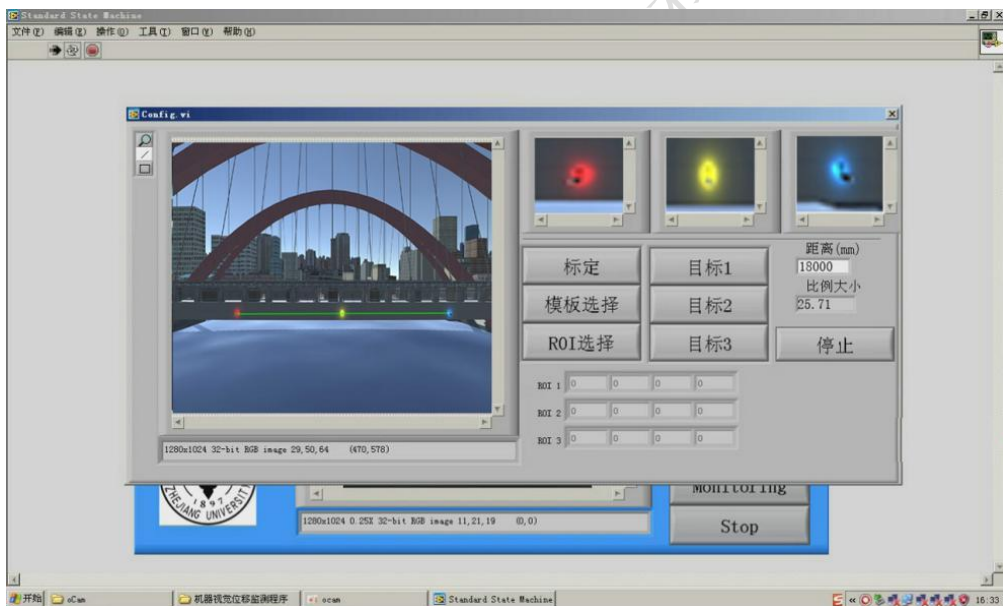 Standard State Machine
文件(F) 编辑(E) 操作(O) 工具(T) 窗口(W) 帮助(H)
Config.vi
标定
目标1
距离(mm)
18000
比例大小
25.71
模板选择
目标2
ROI选择
目标3
停止
ROI 1 0 0 0 0
ROI 2 0 0 0 0
ROI 3 0 0 0 0
1280x1024 32-bit RGB image 29,50,64 (470,578)
Monitoring
ZHEJIANG UNIVERSITY
1897
1280x1024 0.25X 32-bit RGB image 11,21,19 (0,0)
Stop
开始 oCam 机器视觉位移监测程序 ocam Standard State Machine 16:33